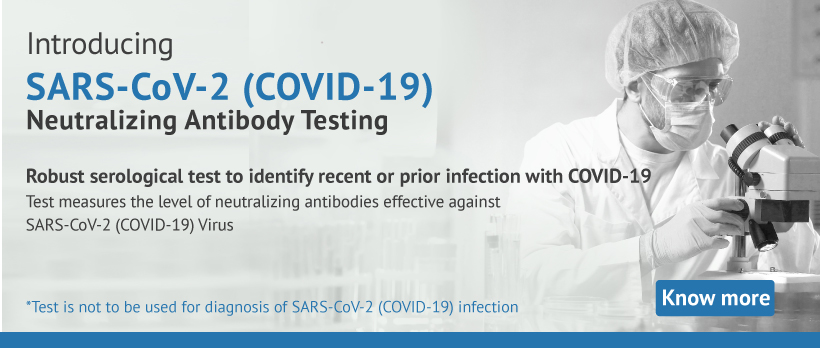 Introducing
SARS-CoV-2 (COVID-19)
Neutralizing Antibody Testing
Robust serological test to identify recent or prior infection with COVID-19
Test measures the level of neutralizing antibodies effective against
SARS-CoV-2 (COVID-19) Virus
*Test is not to be used for diagnosis of SARS-CoV-2 (COVID-19) infection
Know more